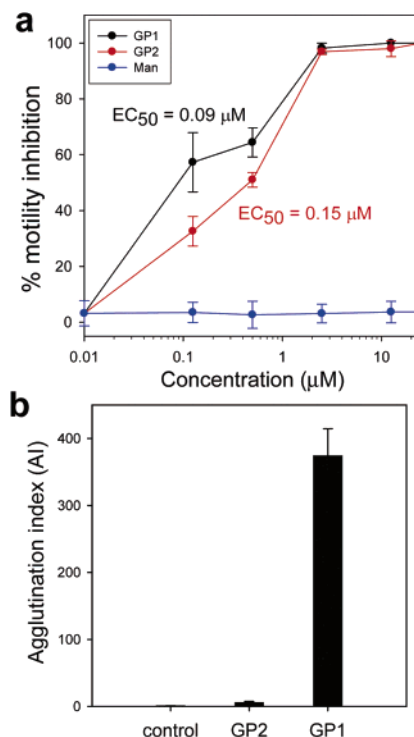 a
GP1
GP2
Man
100
80
60
40
20
0
% motility inhibition
EC50 = 0.09 μM
EC50 = 0.15 μM
0.01
0.1
1
10
Concentration (μM)
b
400
300
200
100
0
Agglutination index (AI)
control GP2 GP1